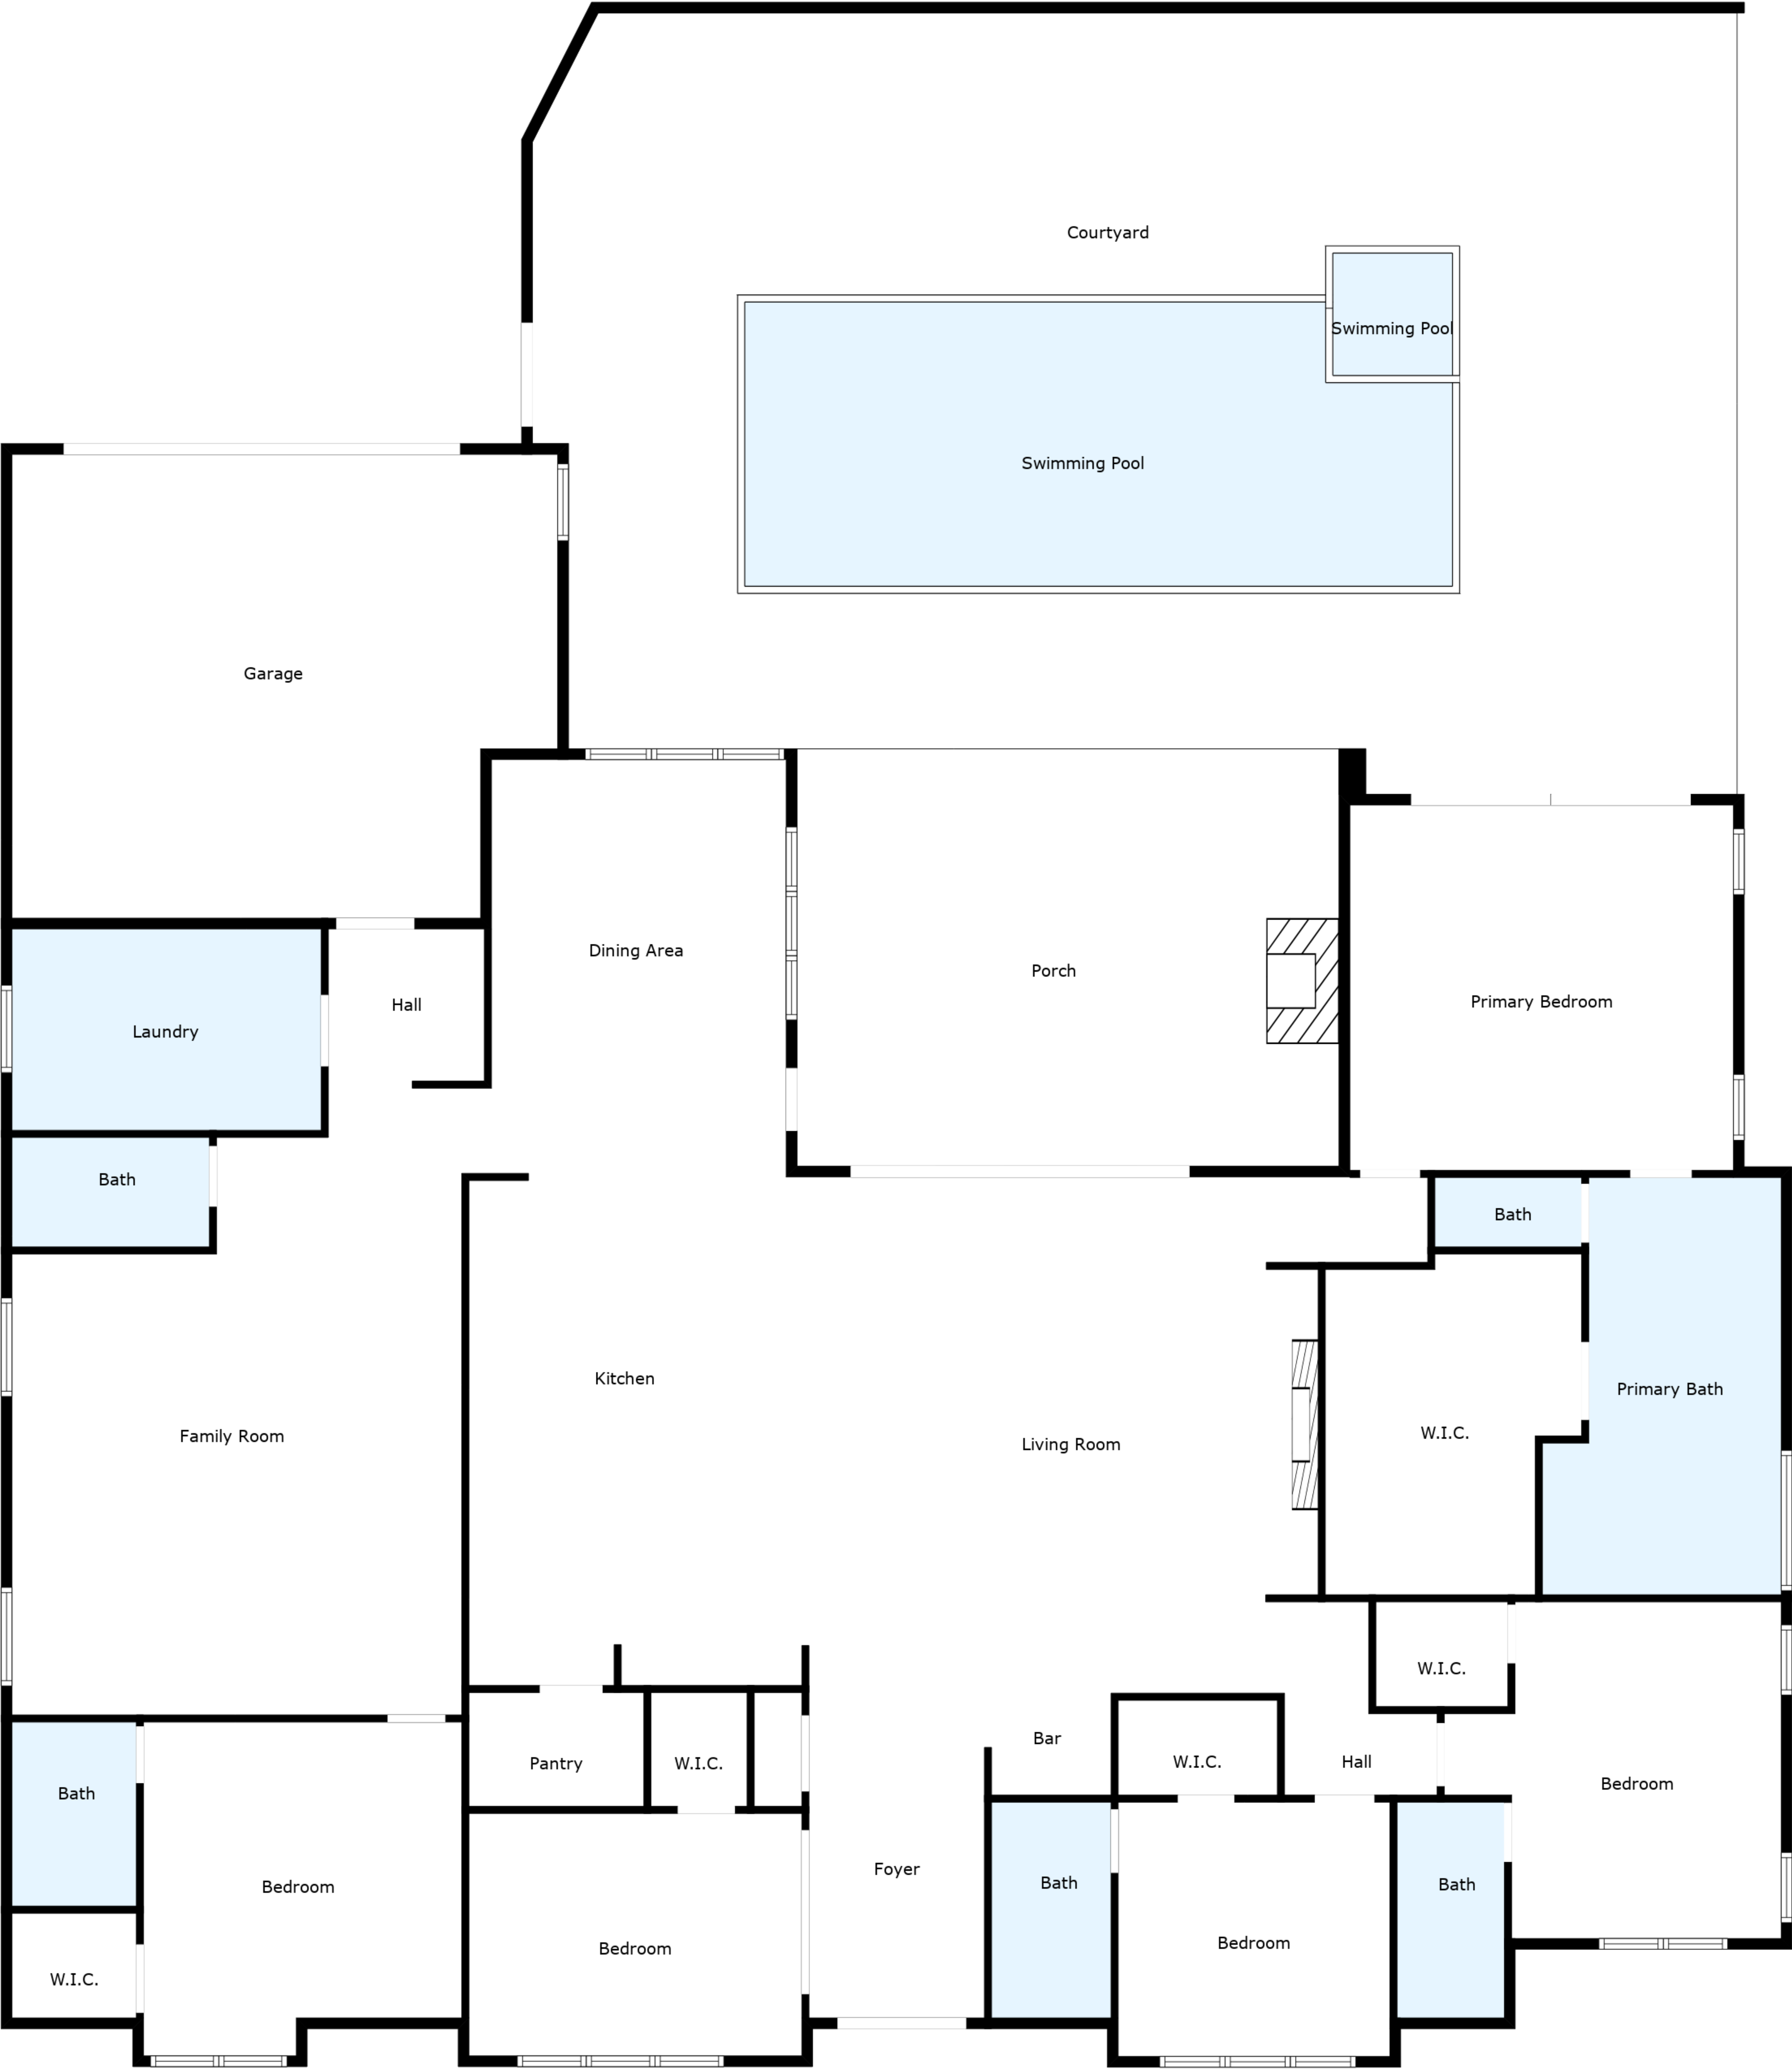 Courtyard
Swimming Pool
Swimming Pool
Garage
Dining Area
Porch
Primary Bedroom
Hall
Laundry
Bath
Bath
Kitchen
Primary Bath
Family Room
W.I.C.
Living Room
W.I.C.
Bar
Pantry
W.I.C.
W.I.C.
Hall
Bedroom
Bath
Foyer
Bath
Bath
Bedroom
Bedroom
Bedroom
W.I.C.